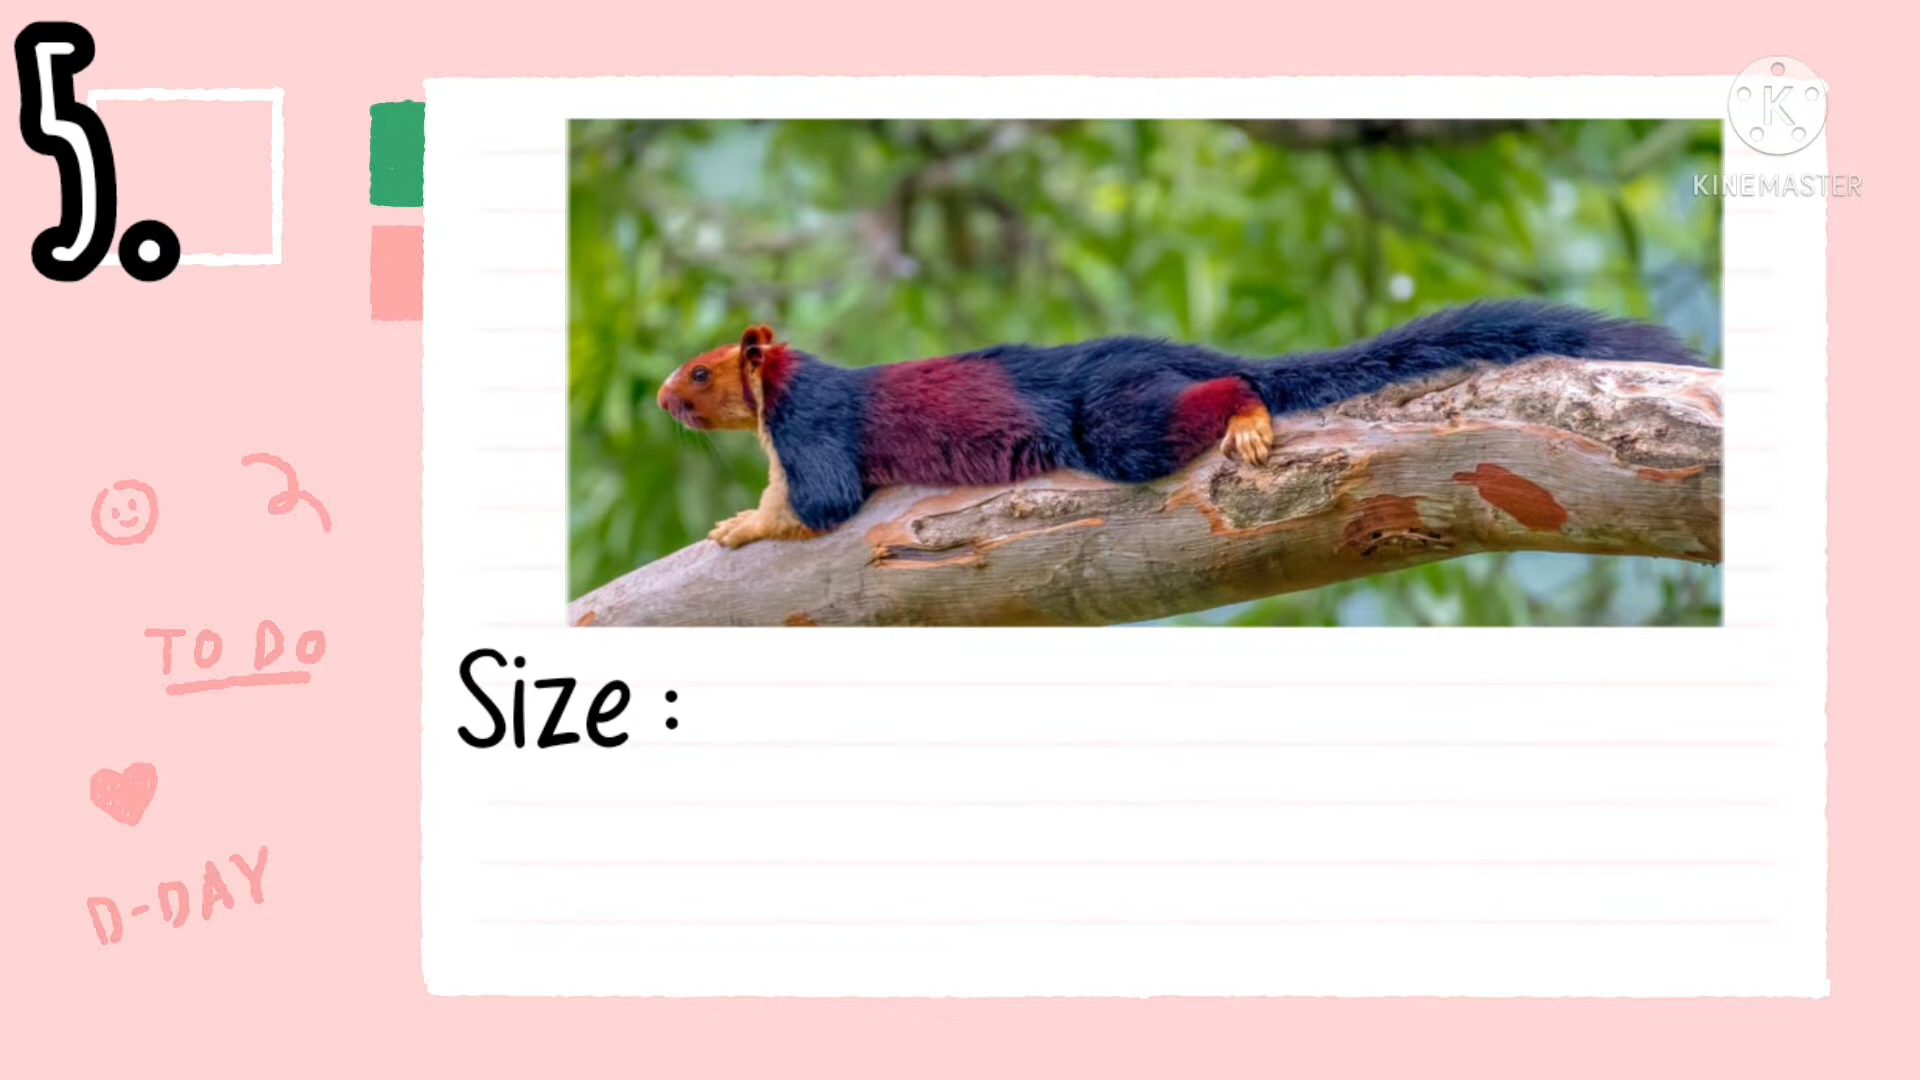 5.
K
KINEMASTER
TO DO
Size :
D-DAY